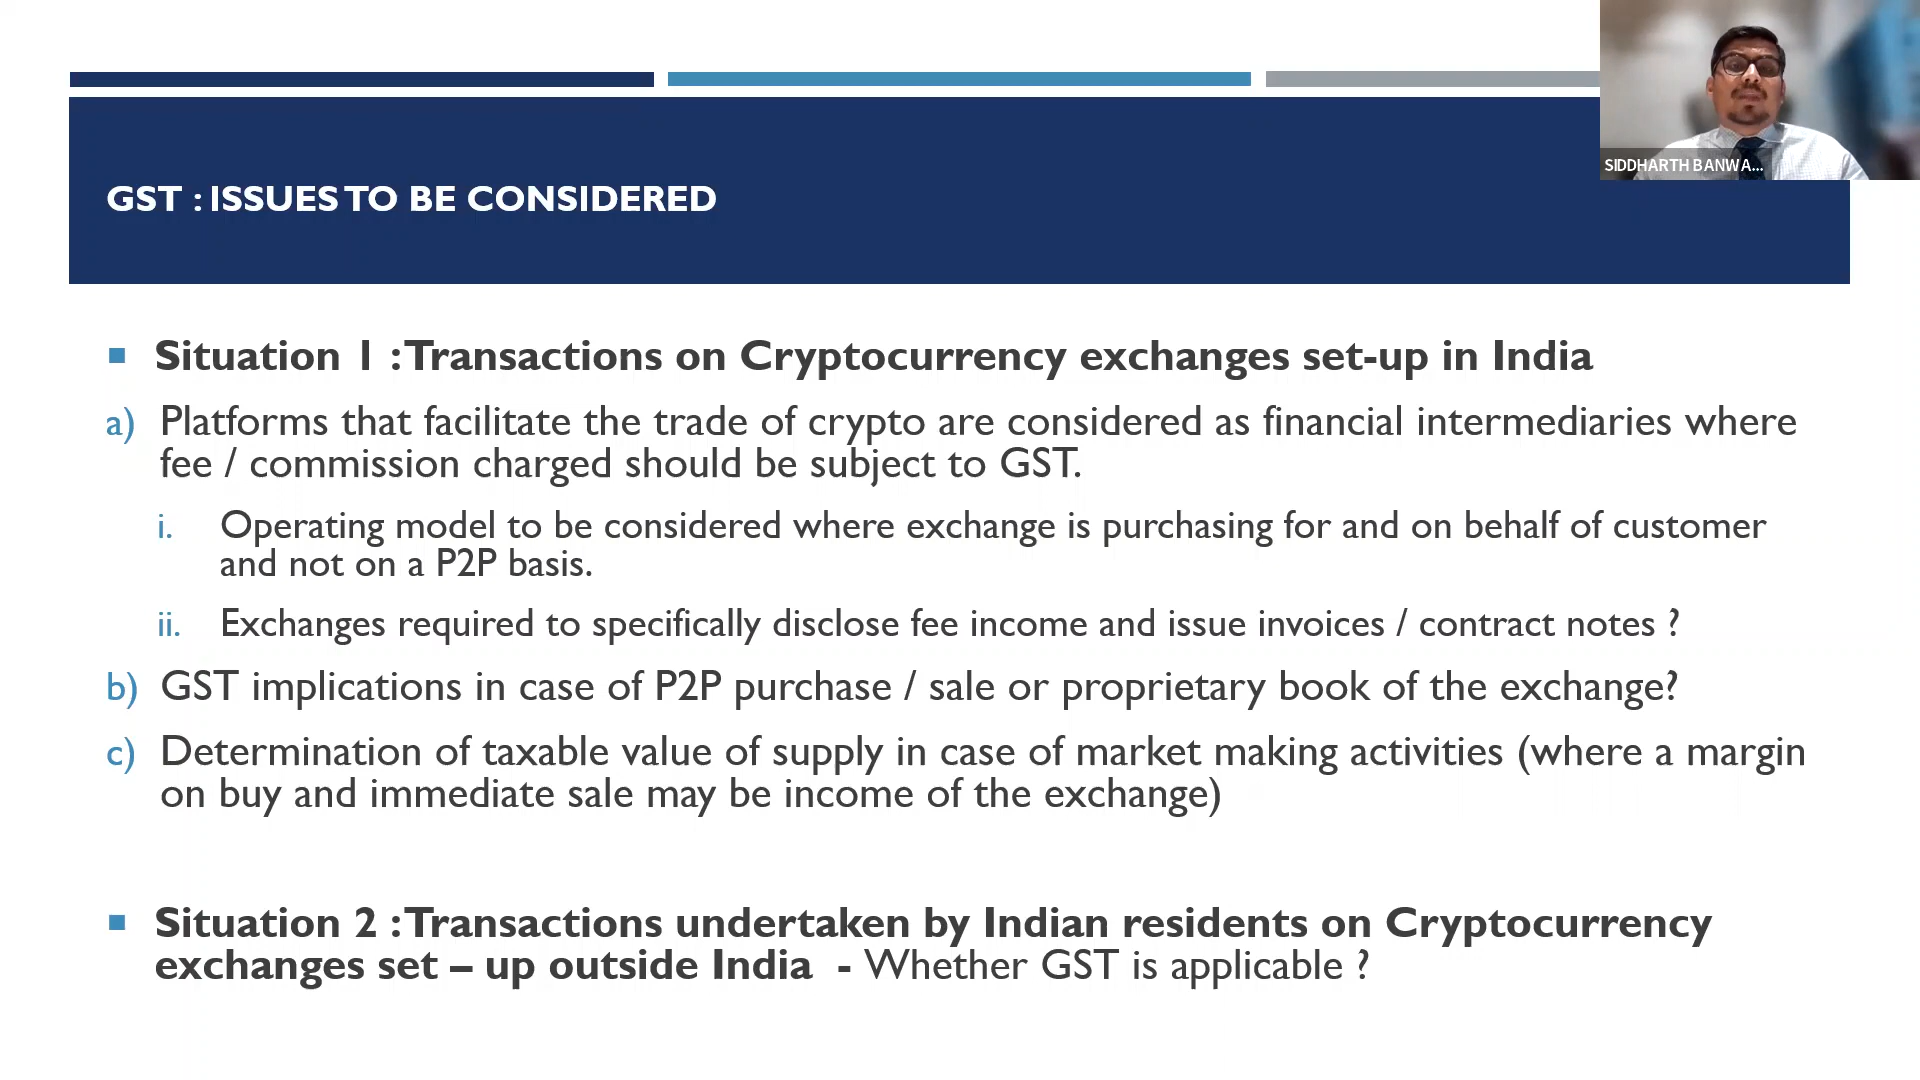 SIDDHARTH BANWA...
GST : ISSUES TO BE CONSIDERED
Situation 1 : Transactions on Cryptocurrency exchanges set-up in India
a) Platforms that facilitate the trade of crypto are considered as financial intermediaries where
fee / commission charged should be subject to GST.
i. Operating model to be considered where exchange is purchasing for and on behalf of customer
and not on a P2P basis.
ii. Exchanges required to specifically disclose fee income and issue invoices / contract notes ?
b) GST implications in case of P2P purchase / sale or proprietary book of the exchange?
c) Determination of taxable value of supply in case of market making activities (where a margin
on buy and immediate sale may be income of the exchange)
Situation 2 : Transactions undertaken by Indian residents on Cryptocurrency
exchanges set – up outside India - Whether GST is applicable ?